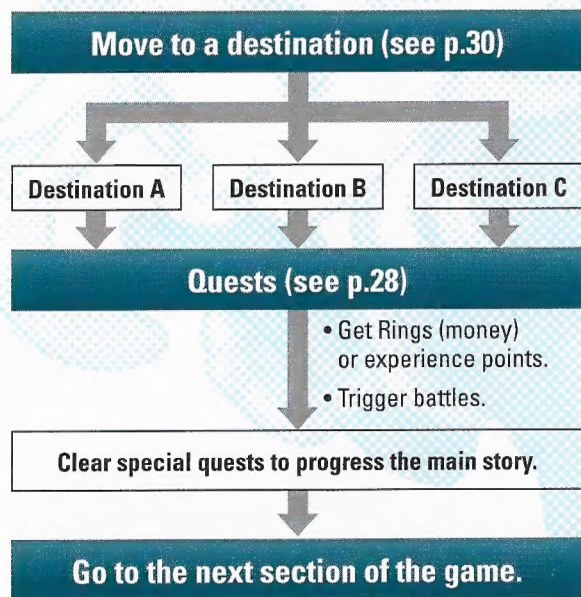 Move to a destination (see p.30)
Destination A
Destination B
Destination C
Quests (see p.28)
• Get Rings (money)
or experience points.
• Trigger battles.
Clear special quests to progress the main story.
Go to the next section of the game.